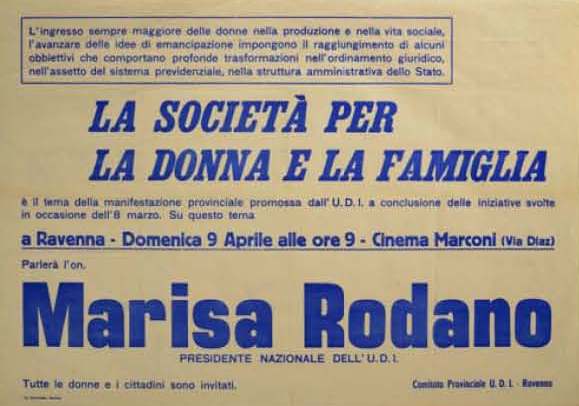 L'ingresso sempre maggiore delle donne nella produzione e nella vita sociale,
l'avanzare delle idee di emancipazione impongono il raggiungimento di alcuni
obbiettivi che comportano profonde trasformazioni nell'ordinamento giuridico,
nell'assetto del sistema previdenziale, nella struttura amministrativa dello Stato.
LA SOCIETÀ PER
LA DONNA E LA FAMIGLIA
è il tema della manifestazione provinciale promossa dall'U.D.I. a conclusione delle iniziative svolte
in occasione dell'8 marzo. Su questo tema
a Ravenna - Domenica 9 Aprile alle ore 9 - Cinema Marconi (Via Diaz)
Parlerà l'on.
Marisa Rodano
PRESIDENTE NAZIONALE DELL'U.D.I.
Tutte le donne e i cittadini sono invitati.
Comitato Provinciale U.D.I. - Ravenna